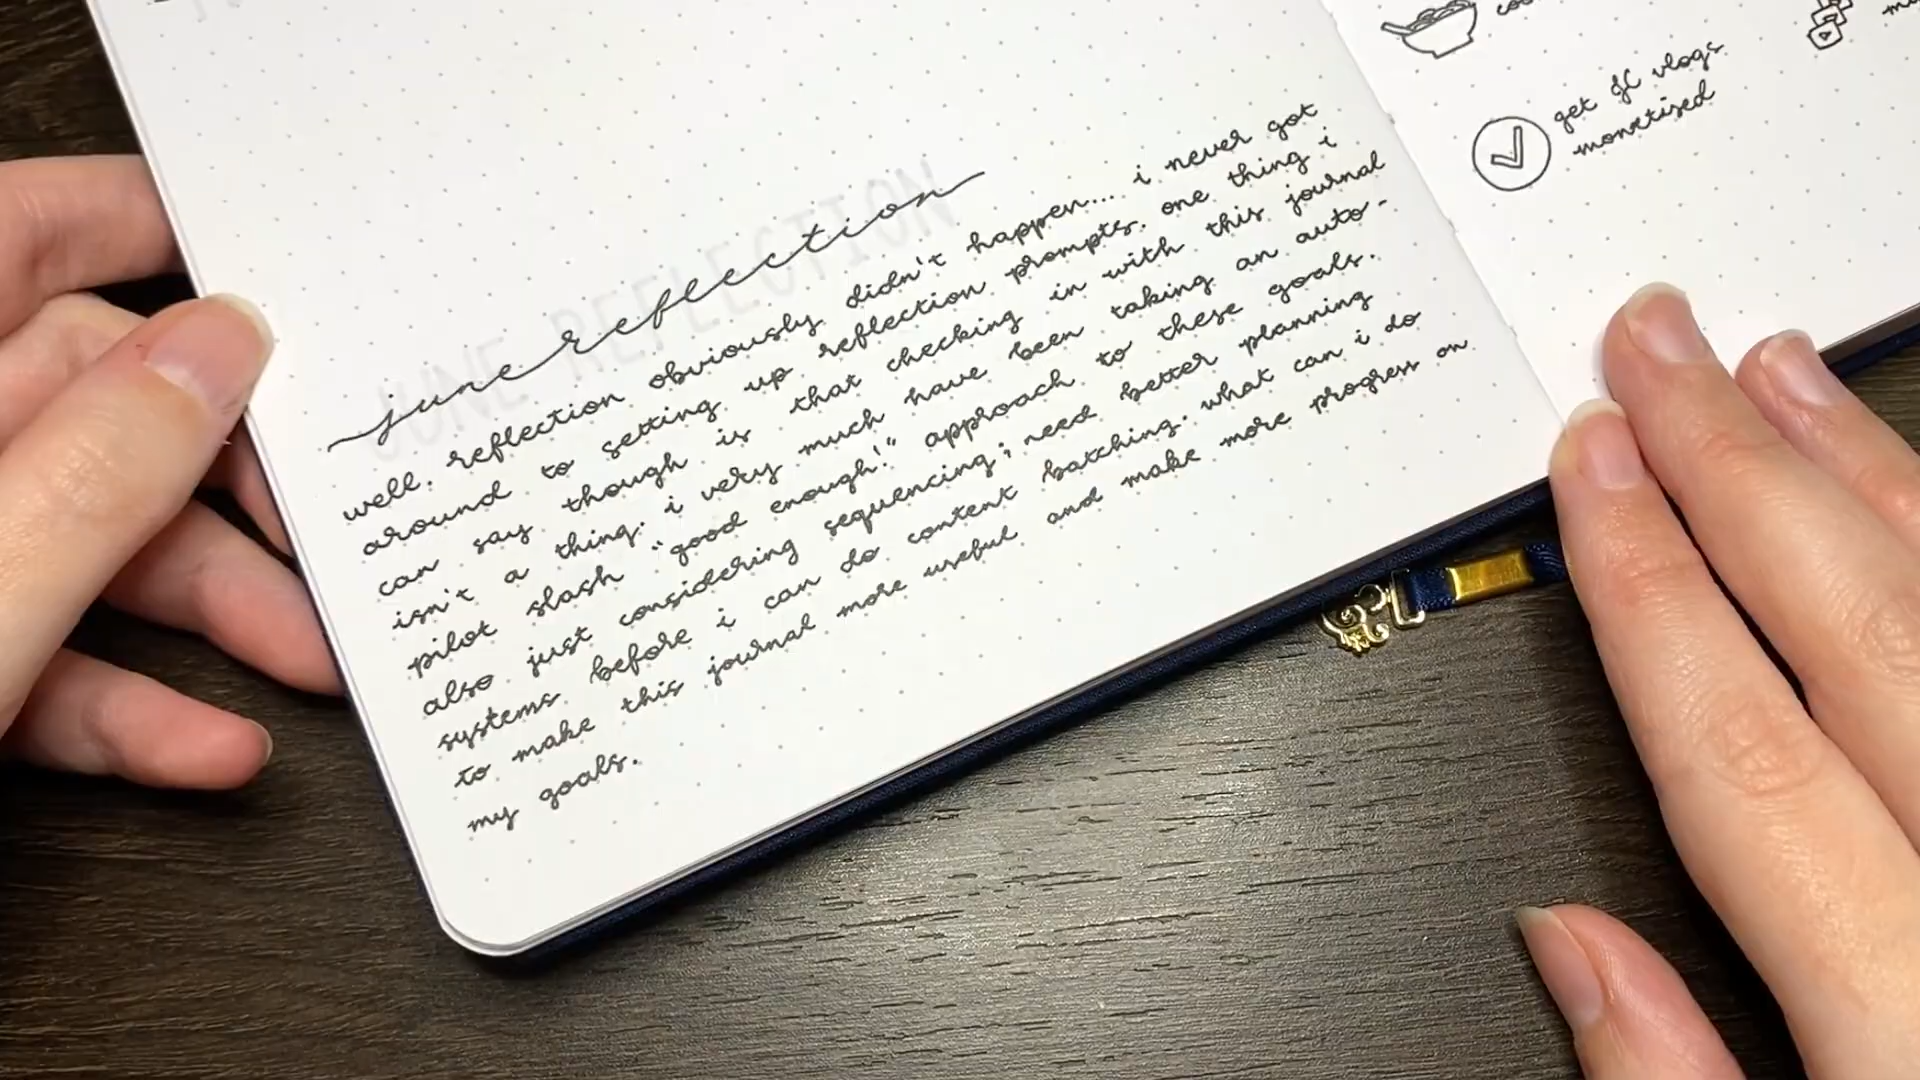 june reflection
JUNE REFLECTION
well, reflection obviously didn't happen... i never got
around to setting up reflection prompts. one thing i
can say though is that checking in with this journal
isn't a thing. i very much have been taking an auto-
pilot slash "good enough!" approach to these goals.
also just considering sequencing; need better planning
systems before i can do content batching. what can i do
to make this journal more useful and make more progress on
my goals.
get JC vlogs
monetised